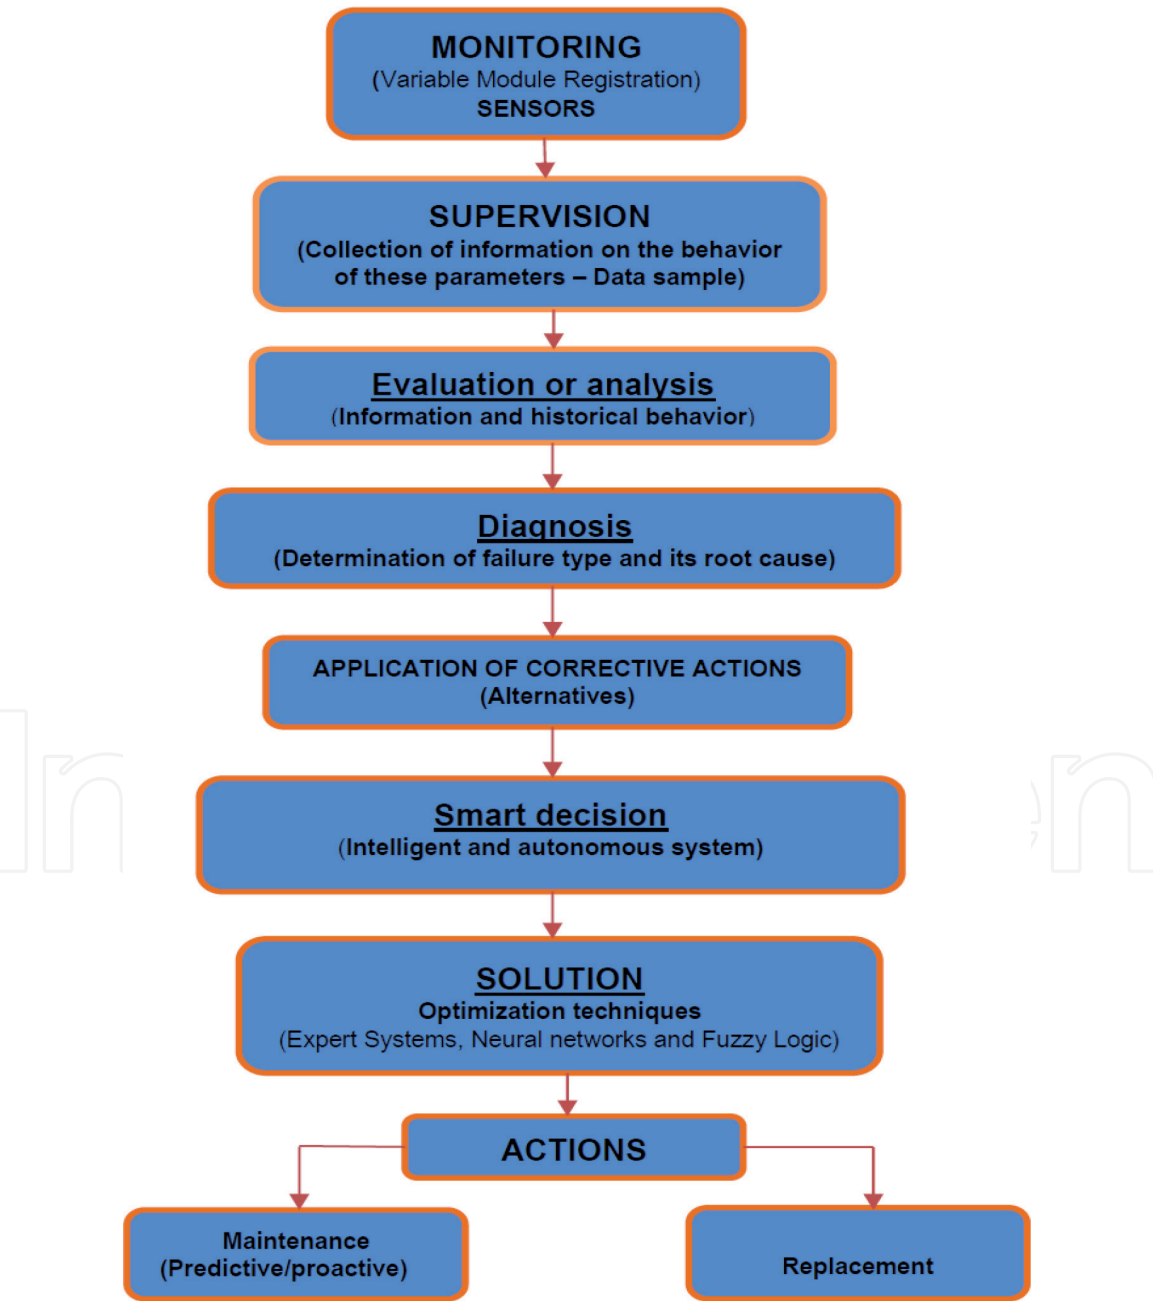 MONITORING
(Variable Module Registration)
SENSORS
SUPERVISION
(Collection of information on the behavior
of these parameters – Data sample)
Evaluation or analysis
(Information and historical behavior)
Diagnosis
(Determination of failure type and its root cause)
APPLICATION OF CORRECTIVE ACTIONS
(Alternatives)
Smart decision
(Intelligent and autonomous system)
SOLUTION
Optimization techniques
(Expert Systems, Neural networks and Fuzzy Logic)
ACTIONS
Maintenance
(Predictive/proactive)
Replacement